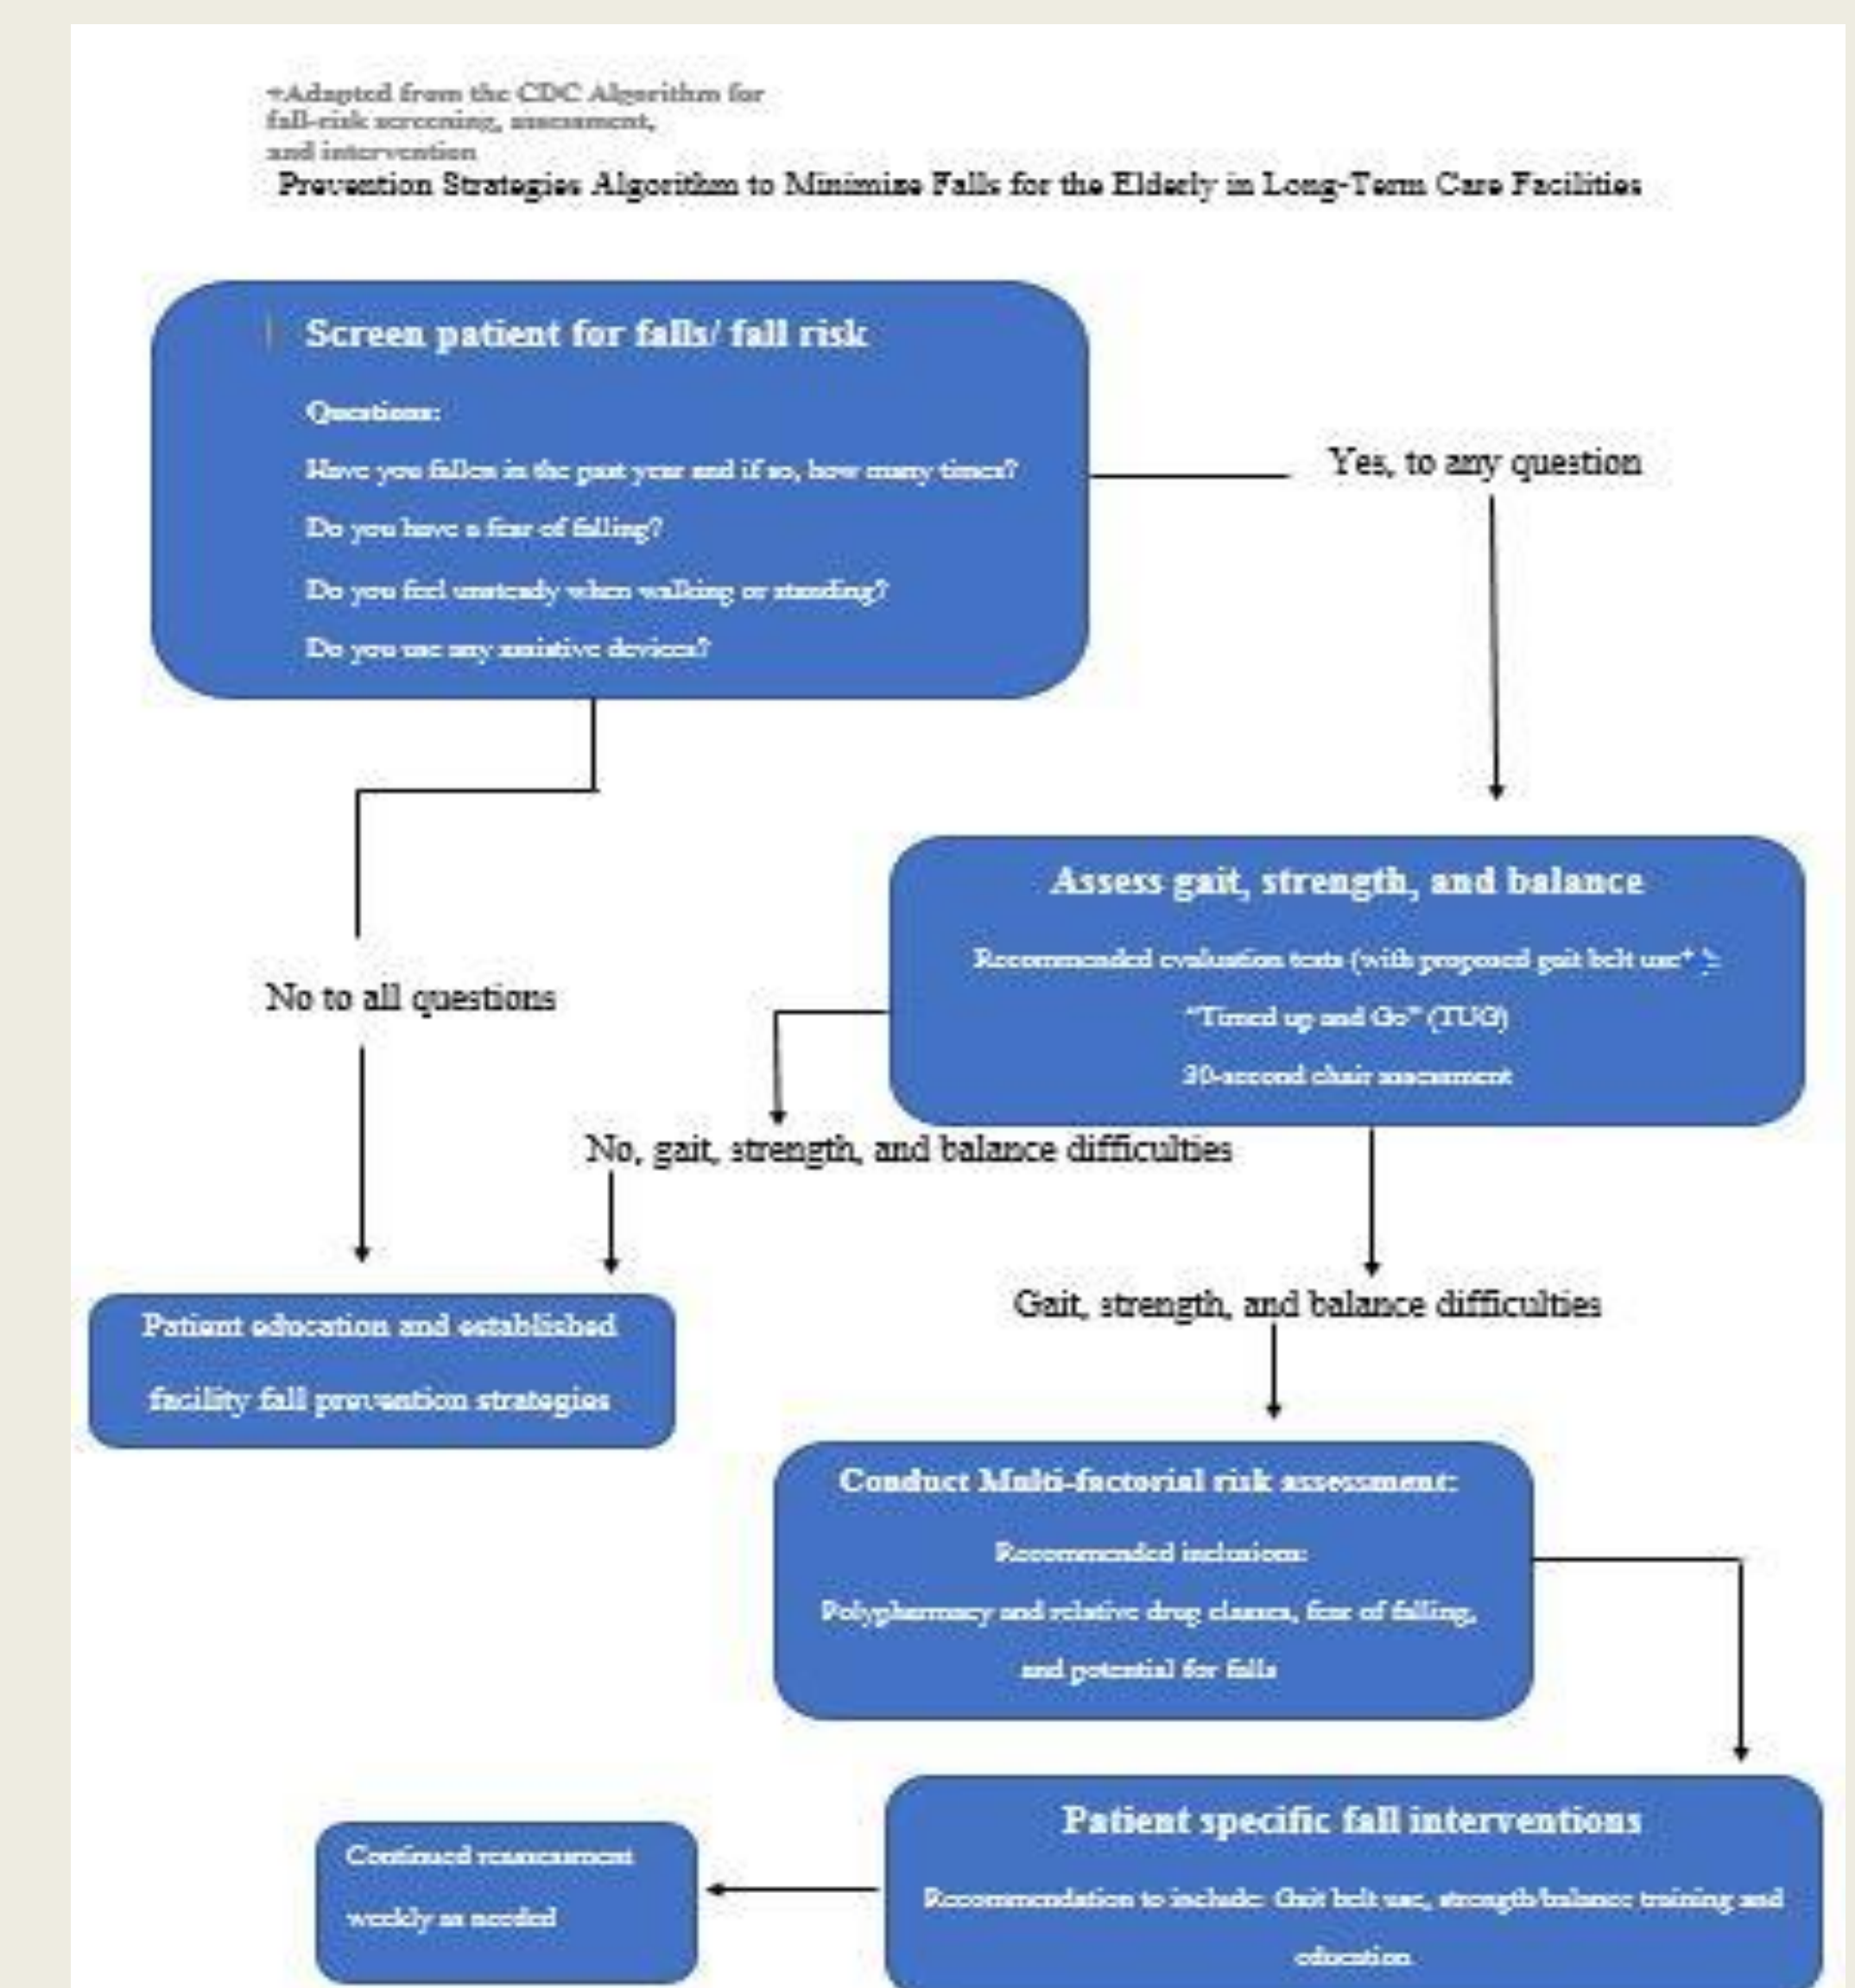 +Adapted from the CDC Algorithm for
fall-risk screening, assessment,
and intervention
Prevention Strategies Algorithm to Minimize Falls for the Elderly in Long-Term Care Facilities
Screen patient for falls/ fall risk
Questions:
Have you fallen in the past year and if so, how many times?
Do you have a fear of falling?
Do you feel unsteady when walking or standing?
Do you use any assistive devices?
Yes, to any question
Assess gait, strength, and balance
Recommended evaluation tests (with proposed gait belt use+ ):
“Timed up and Go” (TUG)
30-second chair assessment
No to all questions
No, gait, strength, and balance difficulties
Gait, strength, and balance difficulties
Patient education and established
facility fall prevention strategies
Conduct Multi-factorial risk assessment:
Recommended inclusions:
Polypharmacy and relative drug classes, fear of falling,
and potential for falls
Patient specific fall interventions
Recommendation to include: Gait belt use, strength/balance training and
education
Continued reassessment
weekly as needed